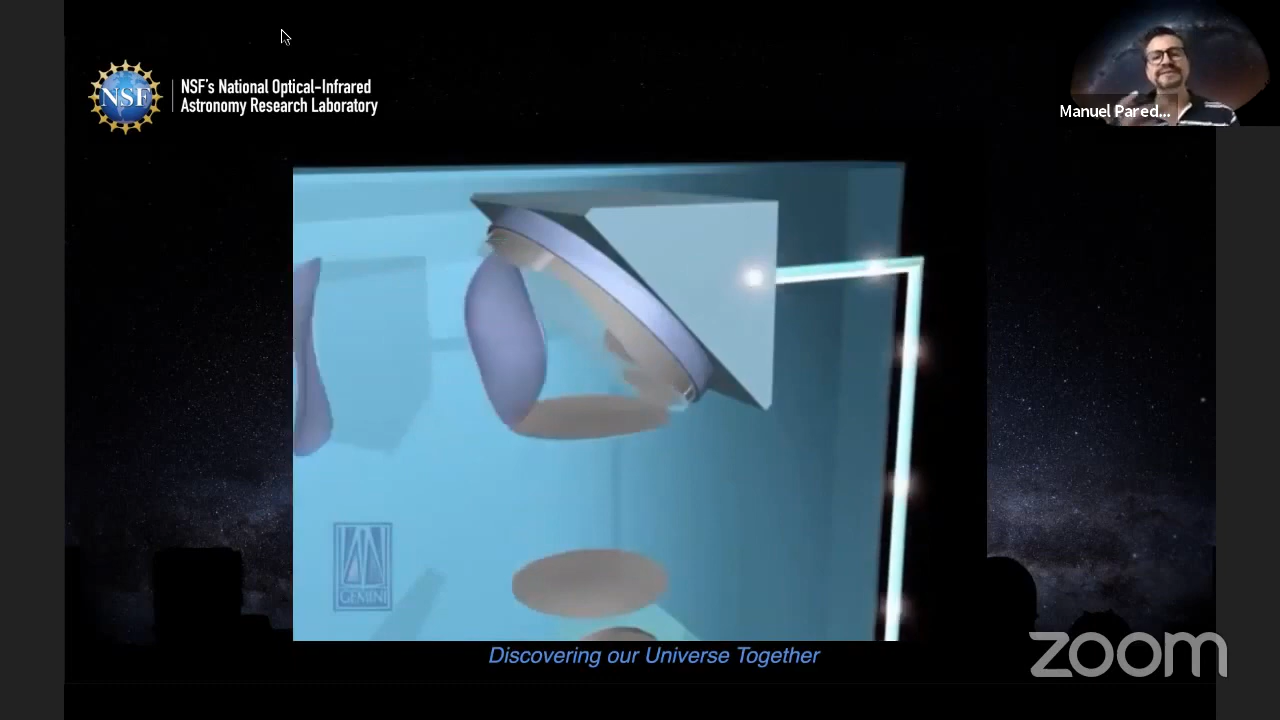 NSF
NSF's National Optical-Infrared
Astronomy Research Laboratory
Manuel Pared...
GEMINI
Discovering our Universe Together
zoom